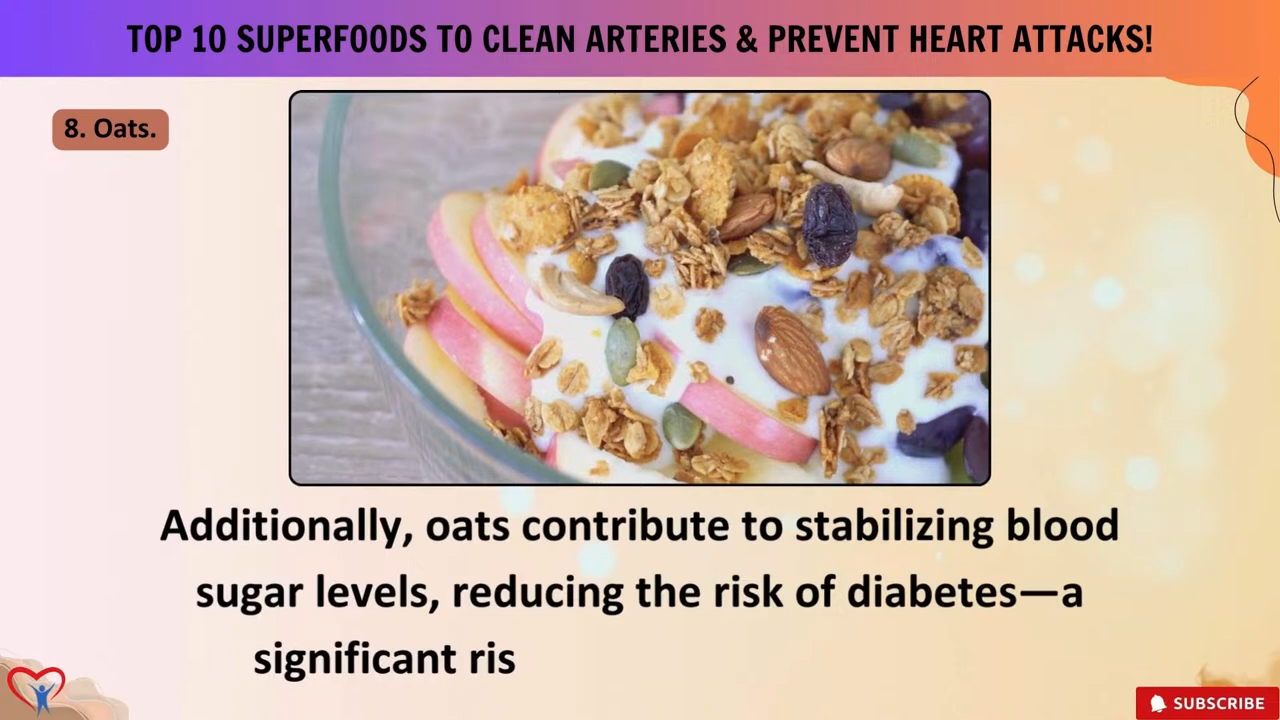 TOP 10 SUPERFOODS TO CLEAN ARTERIES & PREVENT HEART ATTACKS!
8. Oats.
Additionally, oats contribute to stabilizing blood
sugar levels, reducing the risk of diabetes—a
significant ris
SUBSCRIBE